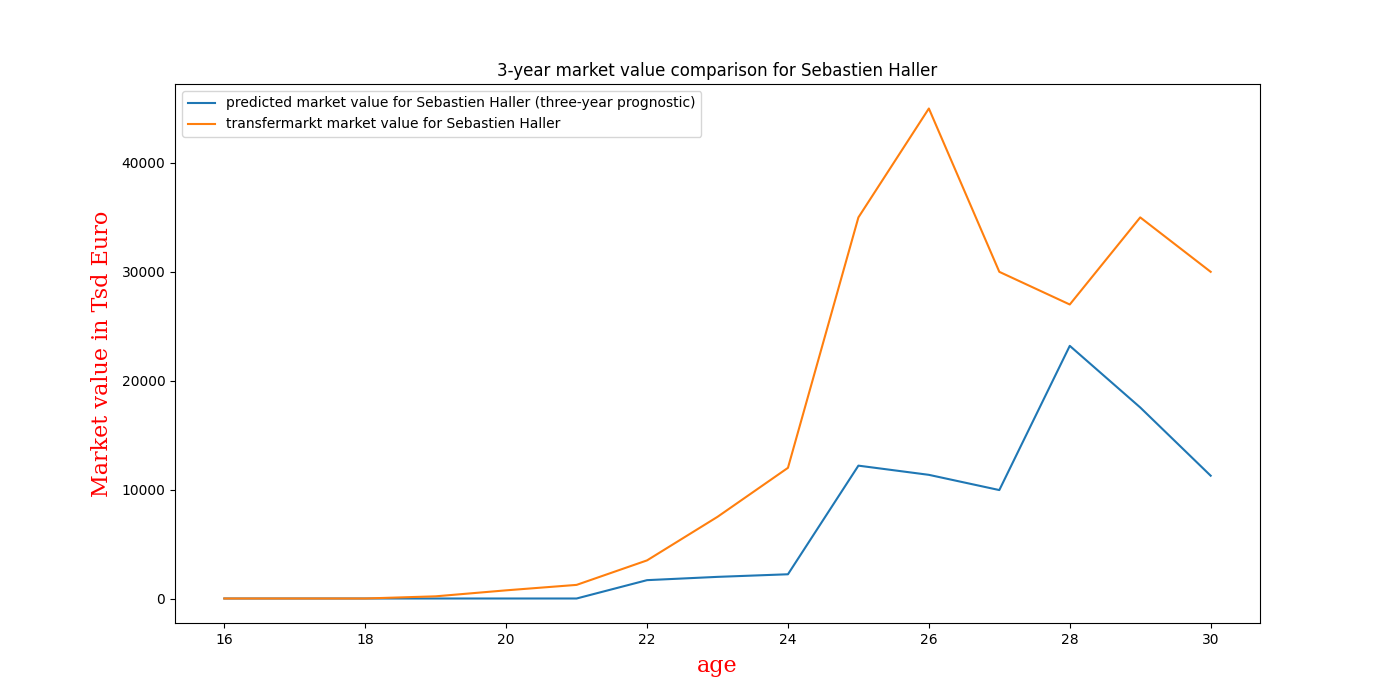 3-year market value comparison for Sebastien Haller
predicted market value for Sebastien Haller (three-year prognostic)
transfermarkt market value for Sebastien Haller
Market value in Tsd Euro
40000
30000
20000
10000
0
16 18 20 22 24 26 28 30
age